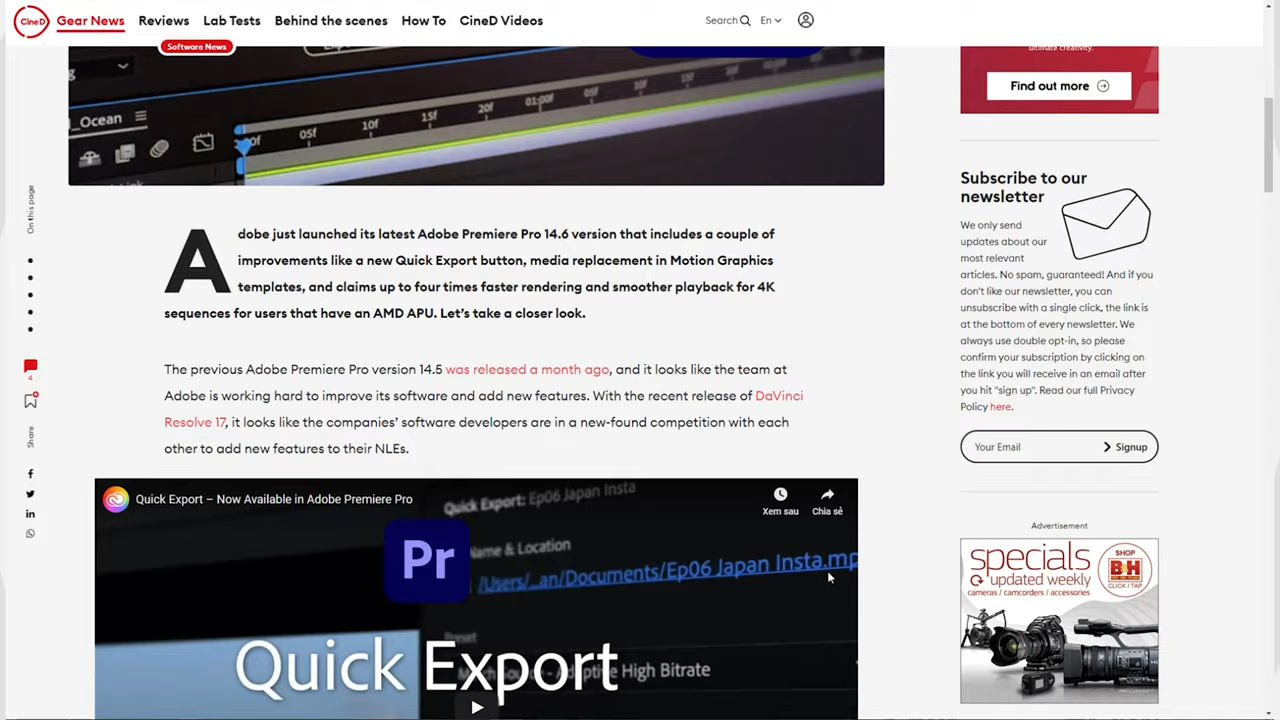 CineD
Gear News
Reviews
Lab Tests
Behind the scenes
How To
CineD Videos
Search
En
Software News
_Ocean
05f
10f
15f
20f
01:00f
05f
10f
15f
20f
ultimate creativity.
Find out more
On this page
4
Share
Adobe just launched its latest Adobe Premiere Pro 14.6 version that includes a couple of
improvements like a new Quick Export button, media replacement in Motion Graphics
templates, and claims up to four times faster rendering and smoother playback for 4K
sequences for users that have an AMD APU. Let's take a closer look.
The previous Adobe Premiere Pro version 14.5 was released a month ago, and it looks like the team at
Adobe is working hard to improve its software and add new features. With the recent release of DaVinci
Resolve 17, it looks like the companies' software developers are in a new-found competition with each
other to add new features to their NLEs.
Quick Export – Now Available in Adobe Premiere Pro
Xem sau
Chia sẻ
Quick Export: Ep06 Japan Insta
Name & Location
/Users/_an/Documents/Ep06 Japan Insta.mp
Preset
Adaptive High Bitrate
Pr
Quick Export
Subscribe to our
newsletter
We only send
updates about our
most relevant
articles. No spam, guaranteed! And if you
don't like our newsletter, you can
unsubscribe with a single click, the link is
at the bottom of every newsletter. We
always use double opt-in, so please
confirm your subscription by clicking on
the link you will receive in an email after
you hit "sign up". Read our full Privacy
Policy here.
Your Email
Signup
Advertisement
specials
updated weekly
cameras / camcorders / accessories
SHOP
B&H
CLICK / TAP